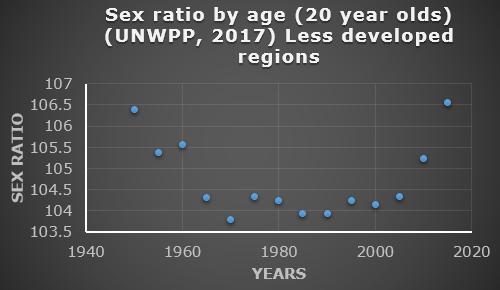 Sex ratio by age (20 year olds)
(UNWPP, 2017) Less developed
regions
107
106.5
106
105.5
105
104.5
104
103.5
SEX RATIO
1940 1960 1980 2000 2020
YEARS